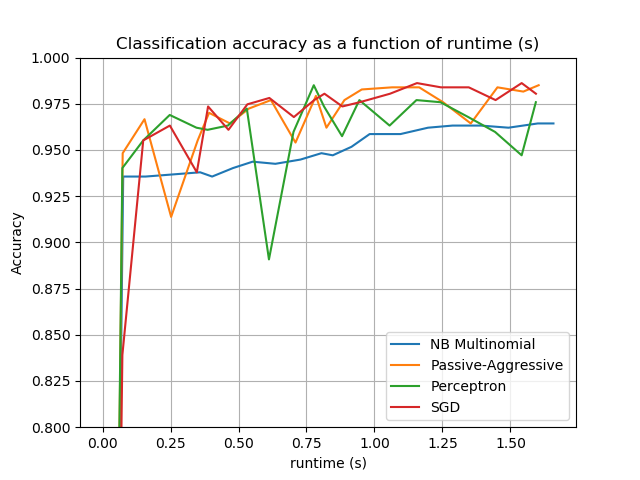 Classification accuracy as a function of runtime (s)
1.000
0.975
0.950
0.925
0.900
0.875
0.850
0.825
0.800
Accuracy
NB Multinomial
Passive-Aggressive
Perceptron
SGD
0.00 0.25 0.50 0.75 1.00 1.25 1.50
runtime (s)